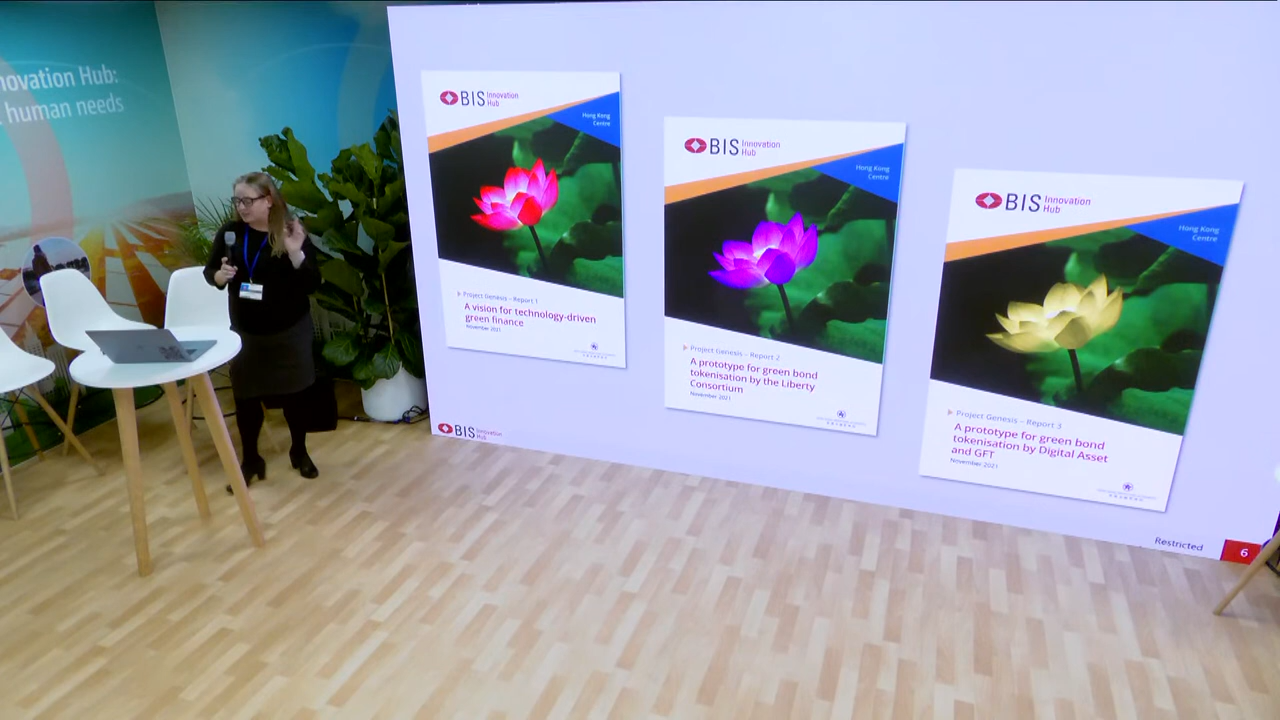 novation Hub:
human needs
BIS Innovation
Hub
Hong Kong
Centre
Project Genesis – Report 1
A vision for technology-driven
green finance
November 2021
BIS Innovation
Hub
Hong Kong
Centre
Project Genesis – Report 2
A prototype for green bond
tokenisation by the Liberty
Consortium
November 2021
BIS Innovation
Hub
Hong Kong
Centre
Project Genesis – Report 3
A prototype for green bond
tokenisation by Digital Asset
and GFT
November 2021
BIS Innovation
Hub
Restricted
6